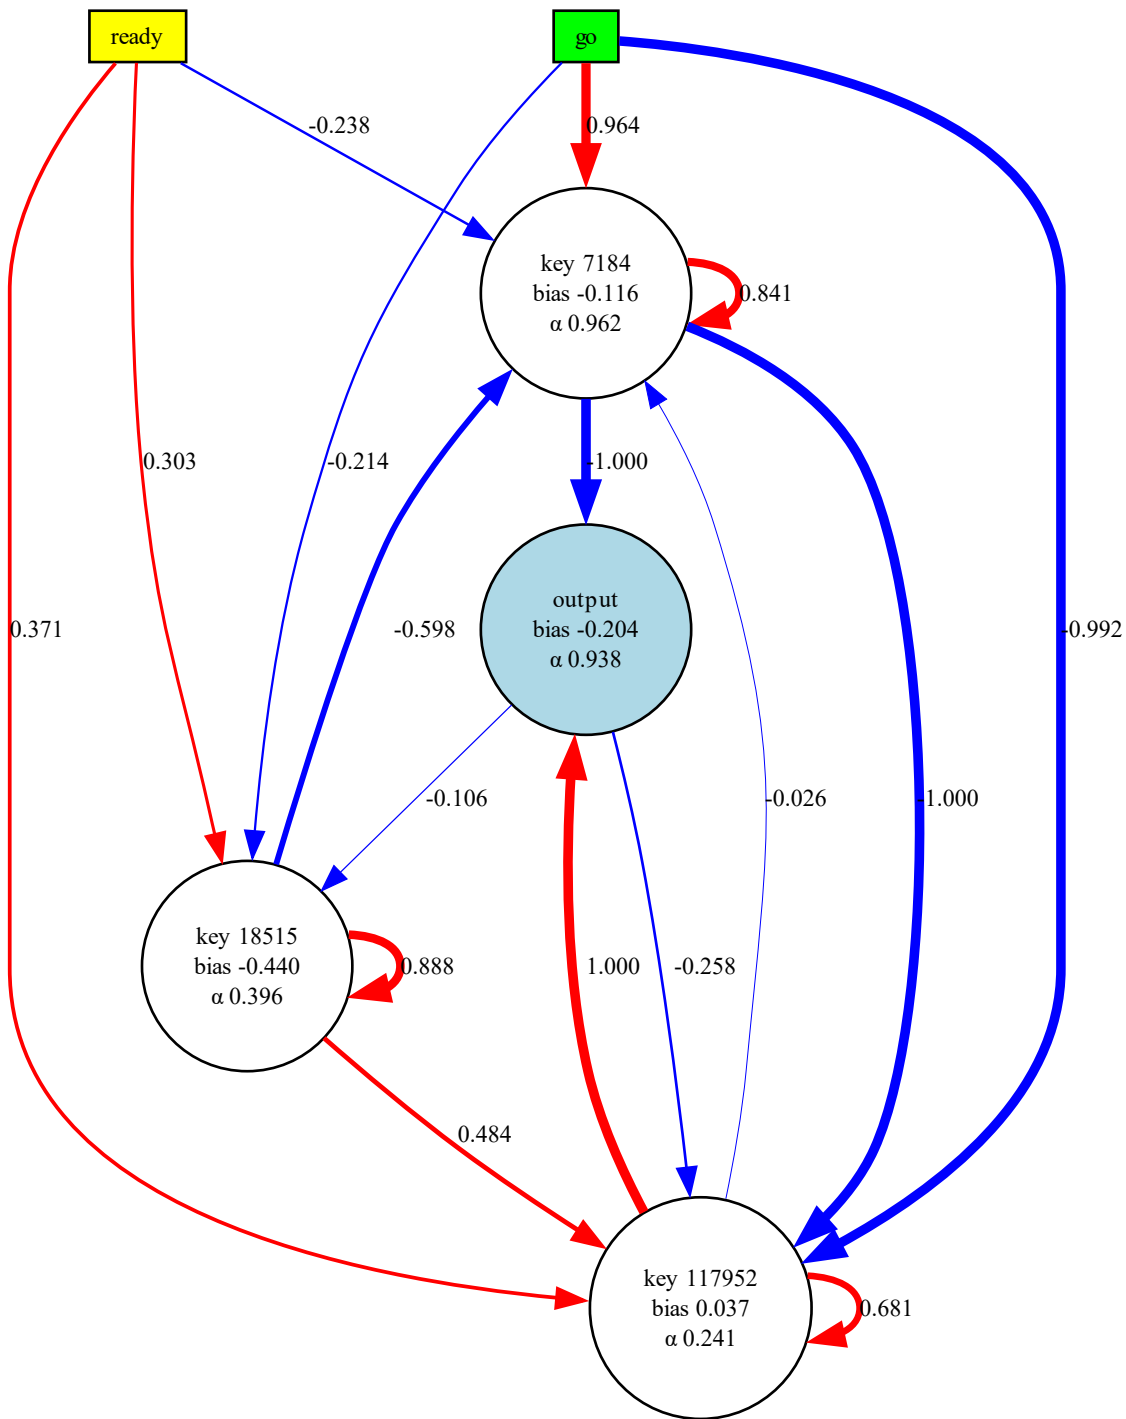 ready
go
-0.238
0.964
key 7184
bias -0.116
α 0.962
0.841
0.303
-0.214
-1.000
output
bias -0.204
α 0.938
0.371
-0.598
-0.992
-0.106
-0.026
-1.000
key 18515
bias -0.440
α 0.396
0.888
1.000
-0.258
0.484
key 117952
bias 0.037
α 0.241
0.681